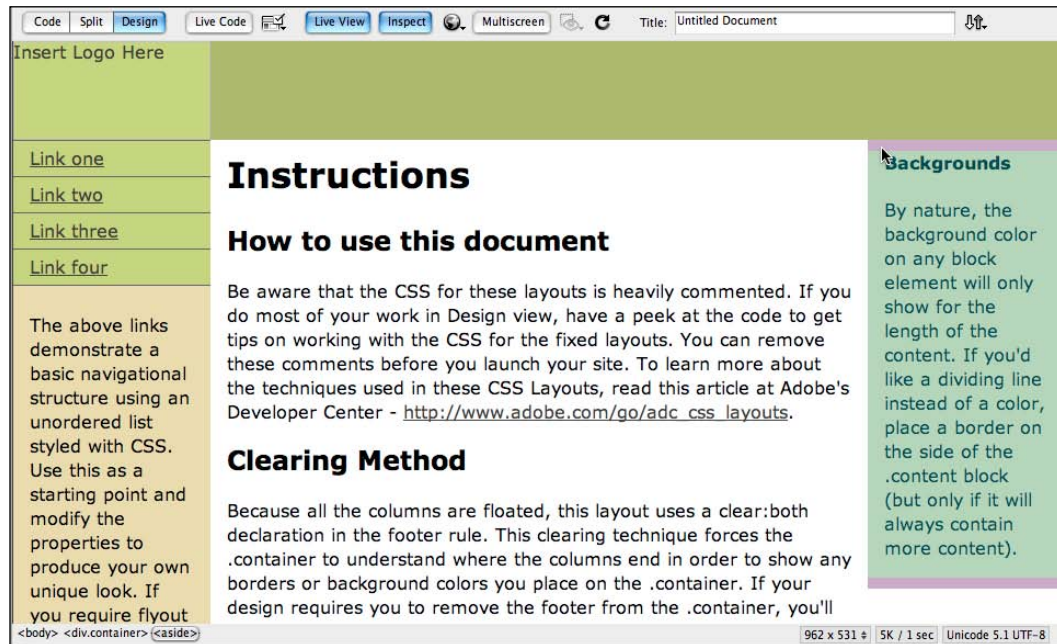 Code Split Design Live Code Live View Inspect Multiscreen Title: Untitled Document
Insert Logo Here
Link one
Link two
Link three
Link four
The above links
demonstrate a
basic navigational
structure using an
unordered list
styled with CSS.
Use this as a
starting point and
modify the
properties to
produce your own
unique look. If
you require flyout
Instructions
How to use this document
Be aware that the CSS for these layouts is heavily commented. If you
do most of your work in Design view, have a peek at the code to get
tips on working with the CSS for the fixed layouts. You can remove
these comments before you launch your site. To learn more about
the techniques used in these CSS Layouts, read this article at Adobe's
Developer Center - http://www.adobe.com/go/adc_css_layouts.
Clearing Method
Because all the columns are floated, this layout uses a clear:both
declaration in the footer rule. This clearing technique forces the
.container to understand where the columns end in order to show any
borders or background colors you place on the .container. If your
design requires you to remove the footer from the .container, you'll
Backgrounds
By nature, the
background color
on any block
element will only
show for the
length of the
content. If you'd
like a dividing line
instead of a color,
place a border on
the side of the
.content block
(but only if it will
always contain
more content).
<body> <div.container> <aside> 962 x 531 5K / 1 sec Unicode 5.1 UTF-8